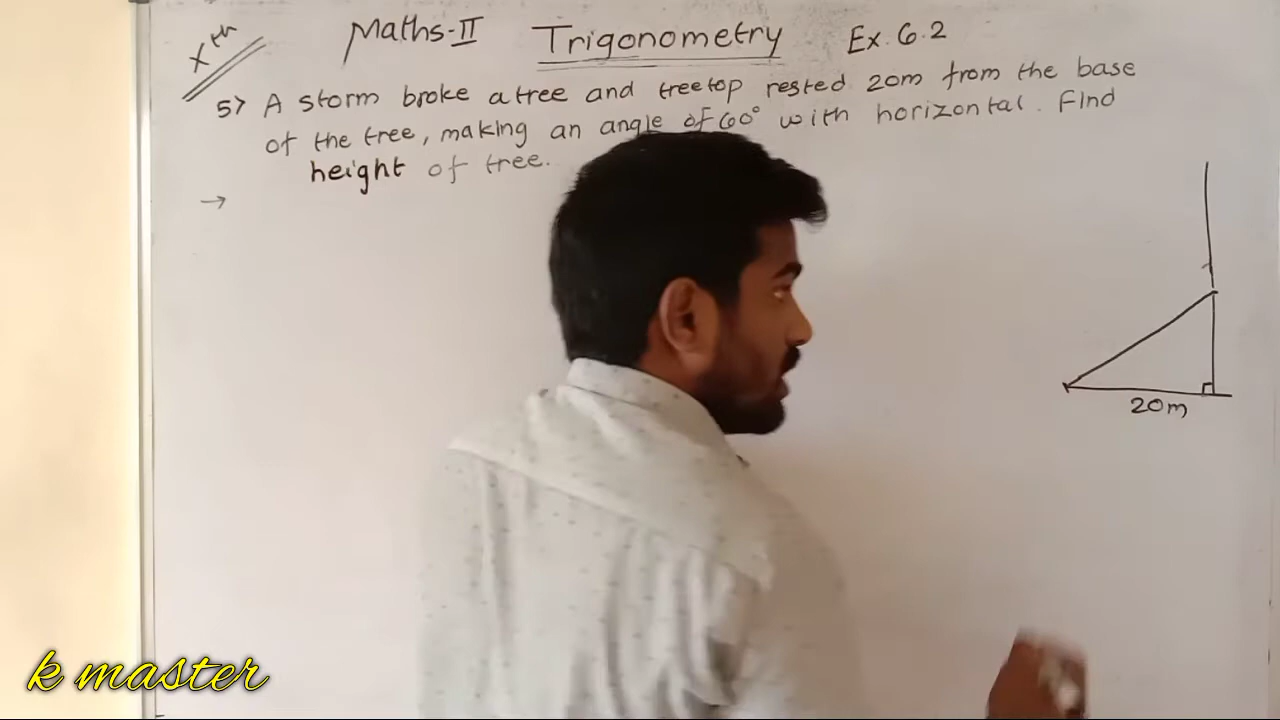 Xth
Maths-II Trigonometry Ex. 6.2
5> A storm broke a tree and treetop rested 20m from the base
of the tree, making an angle of 60° with horizontal. Find
height of tree.
→
20m
k master